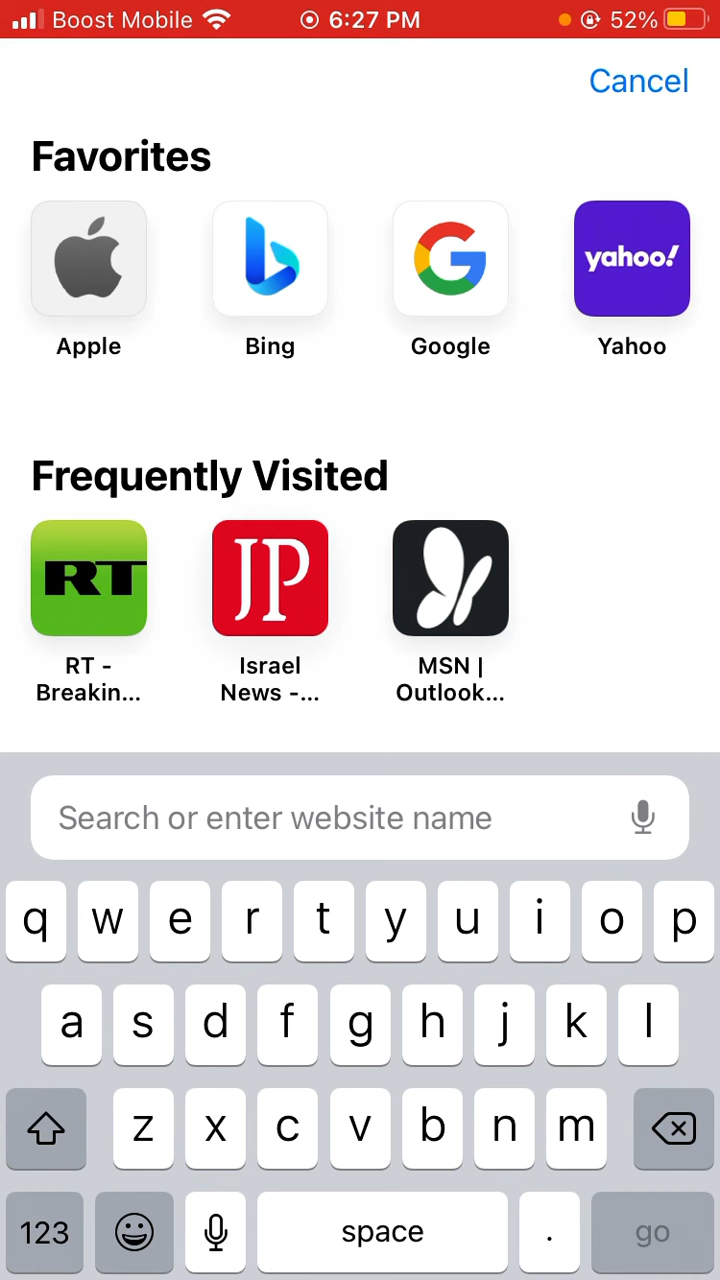 Boost Mobile 6:27 PM 52%
Cancel
Favorites
yahoo!
Apple Bing Google Yahoo
Frequently Visited
RT JP
RT - Israel MSN |
Breakin... News -... Outlook...
Search or enter website name
q w e r t y u i o p
a s d f g h j k l
z x c v b n m
123 space . go